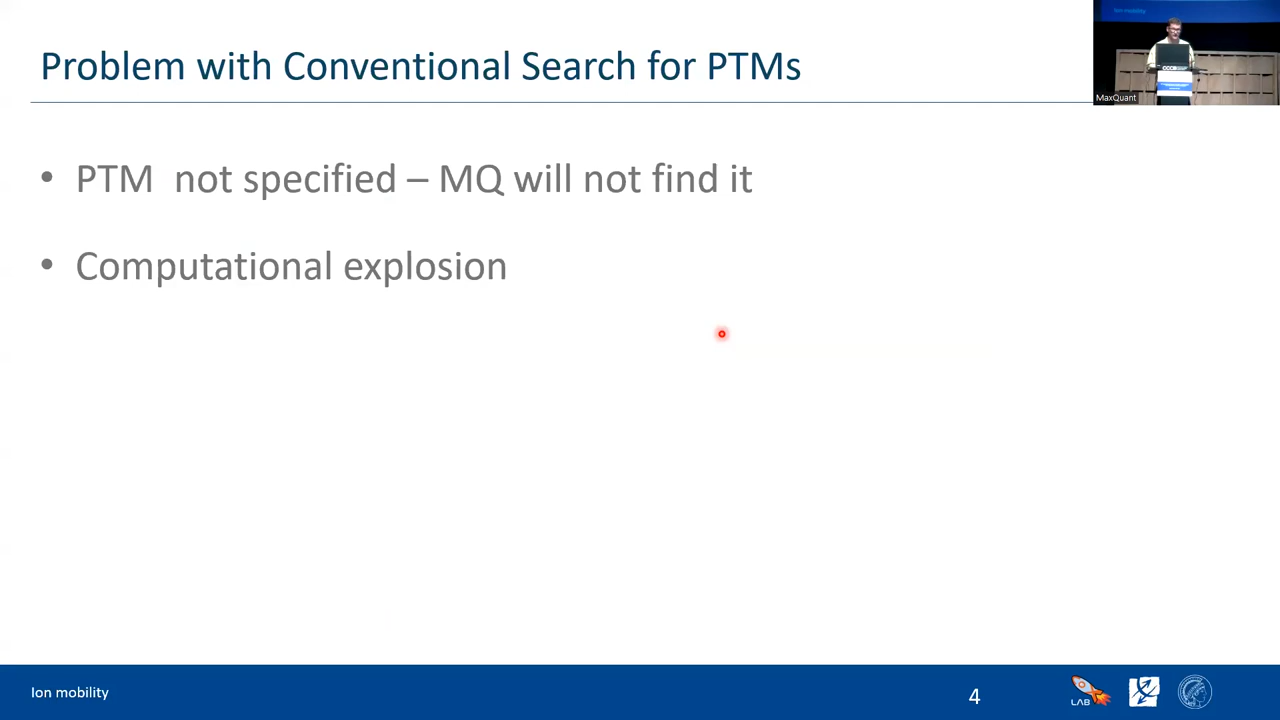 Problem with Conventional Search for PTMs
MaxQuant
• PTM  not specified – MQ will not find it
• Computational explosion
Ion mobility
4
LAB